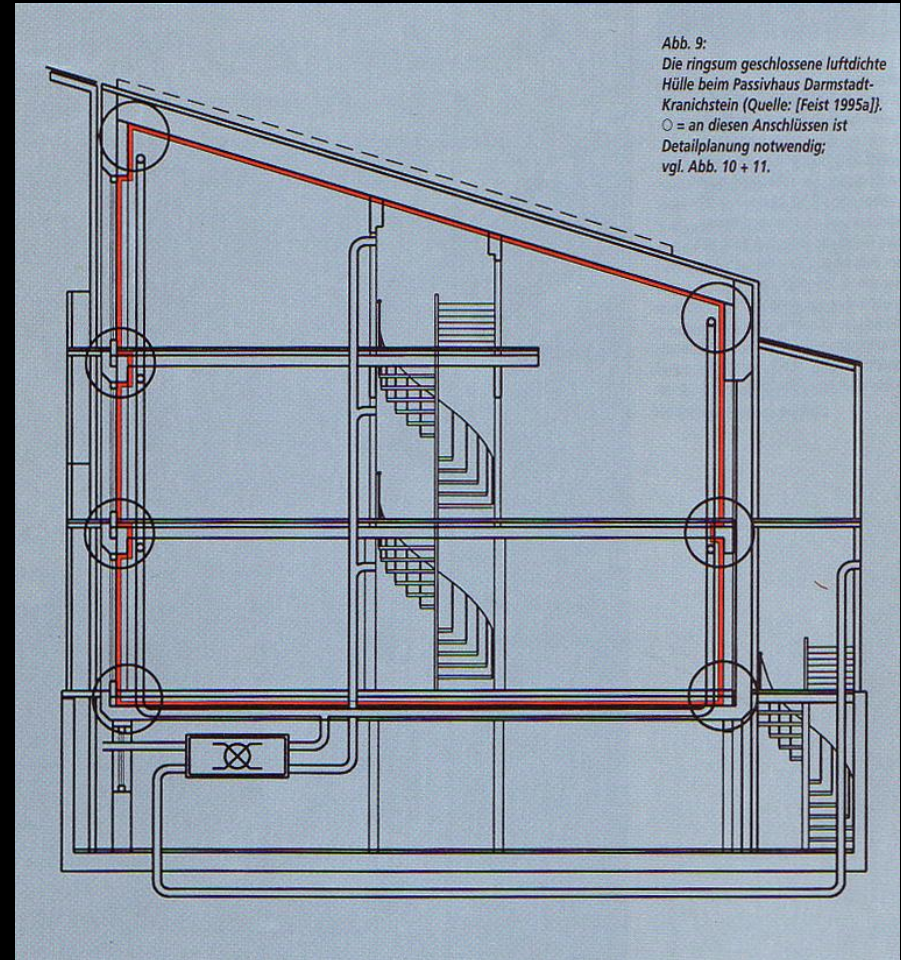 Abb. 9:
Die ringsum geschlossene luftdichte
Hülle beim Passivhaus Darmstadt-
Kranichstein (Quelle: [Feist 1995a]).
○ = an diesen Anschlüssen ist
Detailplanung notwendig;
vgl. Abb. 10 + 11.